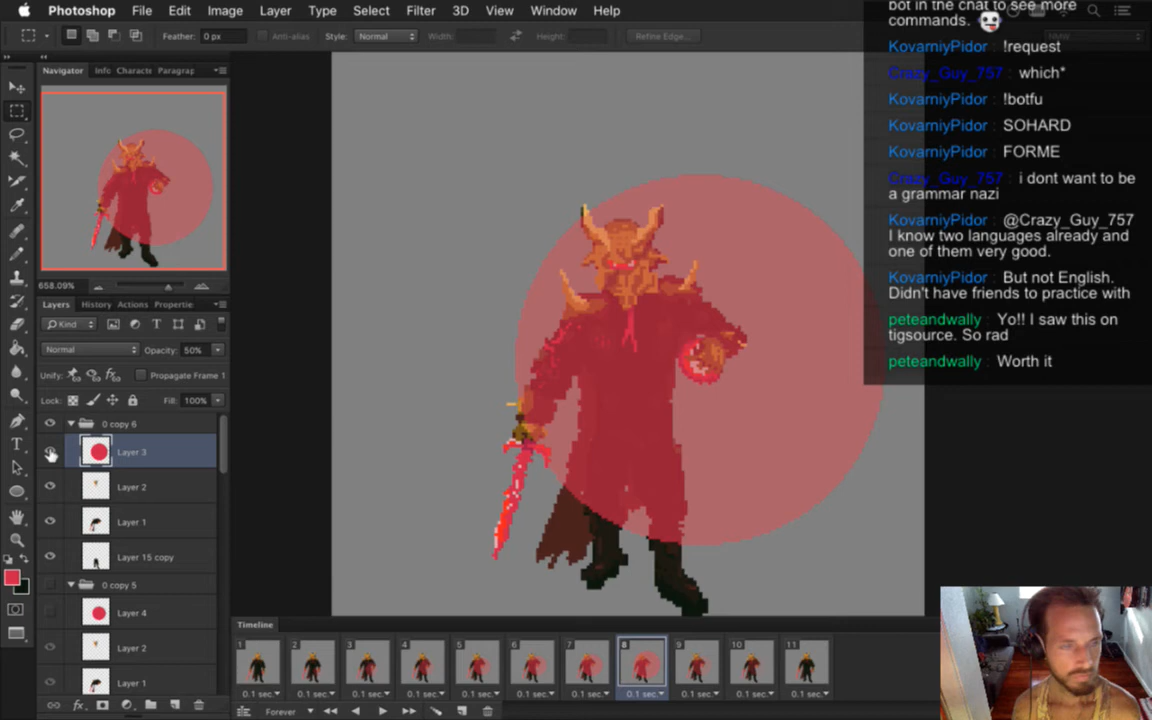 Photoshop File Edit Image Layer Type Select Filter 3D View Window Help
Feather: 0 px Anti-alias Style: Normal Width: Height: Refine Edge...
Navigator Info Characte Paragrap
658.09%
Layers History Actions Propertie
Kind
Normal Opacity: 50%
Unify: Propagate Frame 1
Lock: Fill: 100%
0 copy 6
Layer 3
Layer 2
Layer 1
Layer 15 copy
0 copy 5
Layer 4
Layer 2
Layer 1
bot in the chat to see more
commands.
KovarniyPidor : !request
Crazy_Guy_757 : which*
KovarniyPidor : !botfu
KovarniyPidor : SOHARD
KovarniyPidor : FORME
Crazy_Guy_757 : i dont want to be
a grammar nazi
KovarniyPidor : @Crazy_Guy_757
I know two languages already and
one of them very good.
KovarniyPidor : But not English.
Didn't have friends to practice with
peteandwally : Yo!! I saw this on
tigsource. So rad
peteandwally : Worth it
Timeline
1 2 3 4 5 6 7 8 9 10 11
0.1 sec. 0.1 sec. 0.1 sec. 0.1 sec. 0.1 sec. 0.1 sec. 0.1 sec. 0.1 sec. 0.1 sec. 0.1 sec. 0.1 sec.
Forever